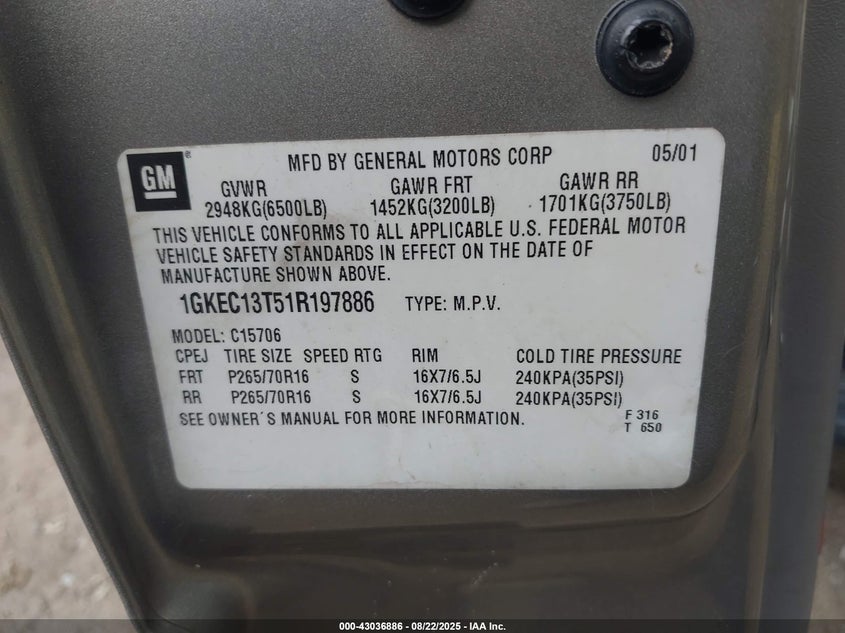 GM
MFD BY GENERAL MOTORS CORP 05/01
GVWR GAWR FRT GAWR RR
2948KG(6500LB) 1452KG(3200LB) 1701KG(3750LB)
THIS VEHICLE CONFORMS TO ALL APPLICABLE U.S. FEDERAL MOTOR
VEHICLE SAFETY STANDARDS IN EFFECT ON THE DATE OF
MANUFACTURE SHOWN ABOVE.
1GKEC13T51R197886 TYPE: M.P.V.
MODEL: C15706
CPEJ TIRE SIZE SPEED RTG RIM COLD TIRE PRESSURE
FRT P265/70R16 S 16X7/6.5J 240KPA(35PSI)
RR P265/70R16 S 16X7/6.5J 240KPA(35PSI)
SEE OWNER´S MANUAL FOR MORE INFORMATION. F 316
T 650
000-43036886 - 08/22/2025 - IAA Inc.